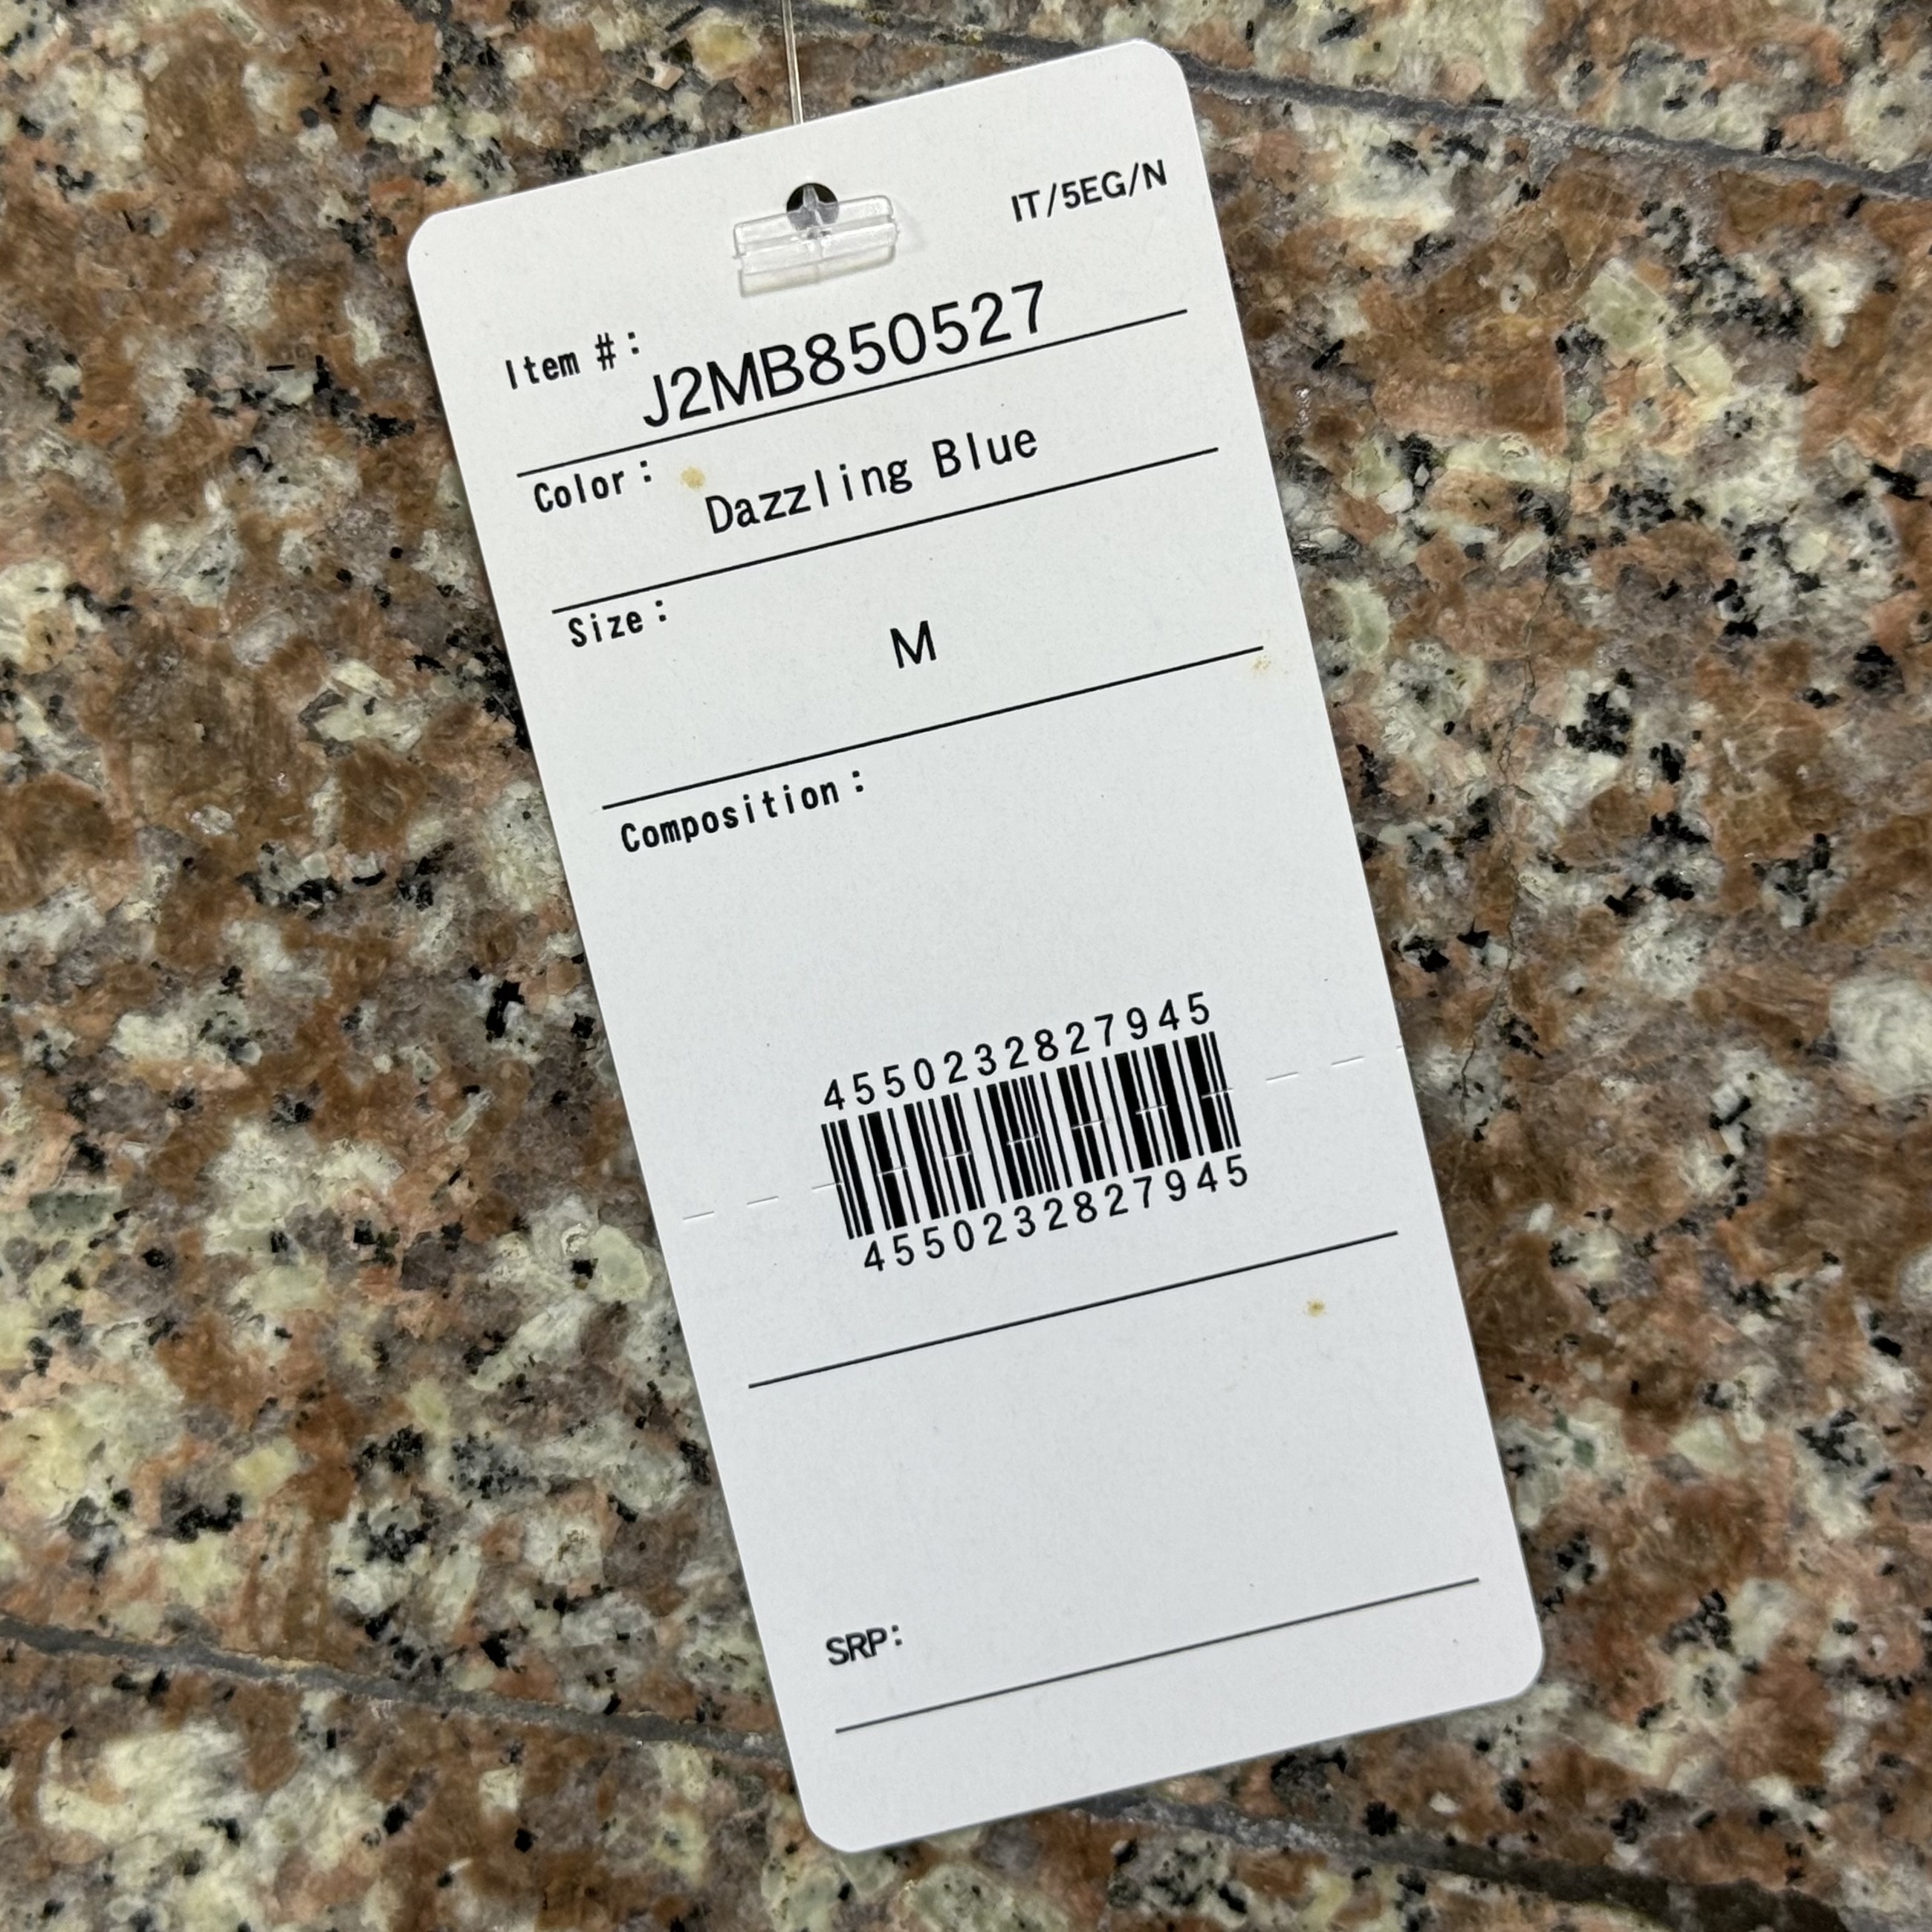 IT/5EG/N
Item #: J2MB850527
Color: Dazzling Blue
Size: M
Composition:
4550232827945
4550232827945
SRP: